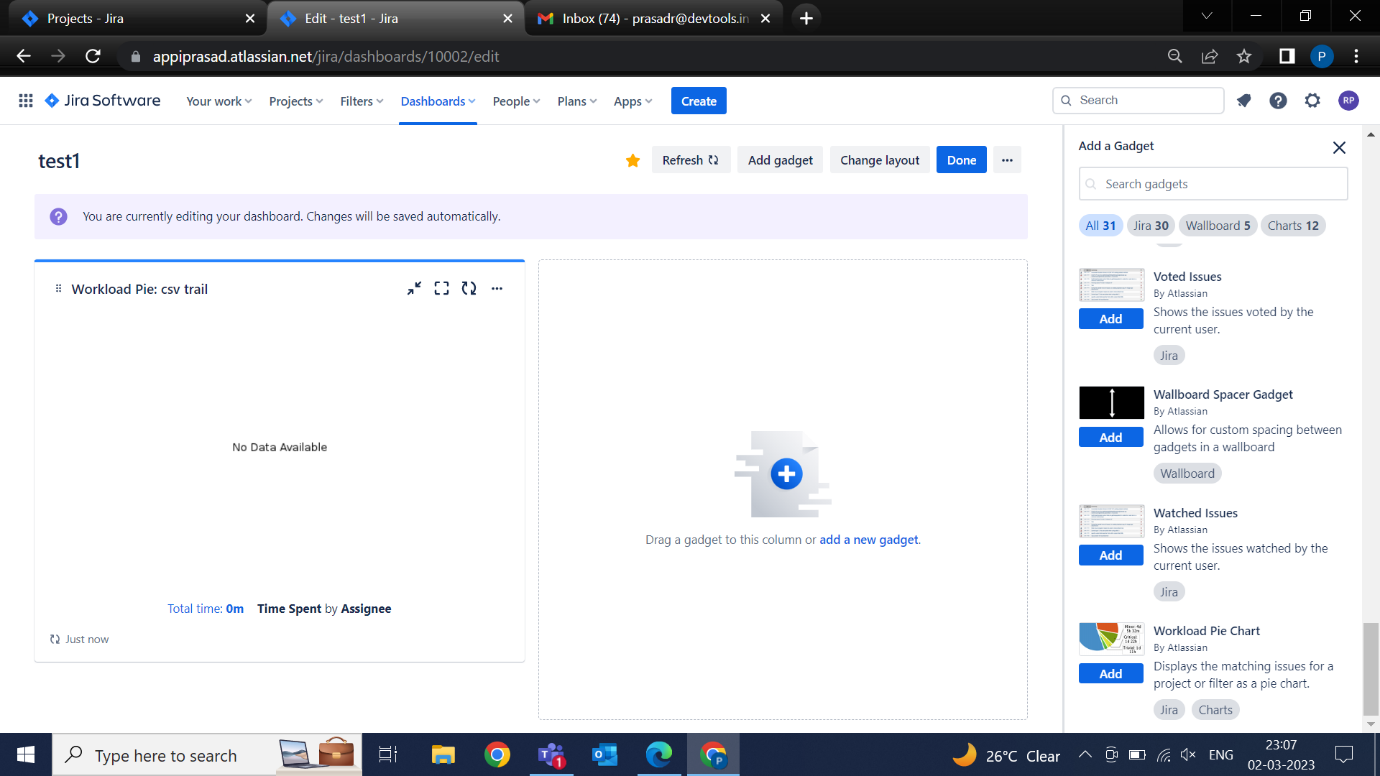 Projects - Jira
Edit - test1 - Jira
Inbox (74) - prasadr@devtools.in
appiprasad.atlassian.net/jira/dashboards/10002/edit
P
Jira Software
Your work
Projects
Filters
Dashboards
People
Plans
Apps
Create
Search
RP
test1
Refresh
Add gadget
Change layout
Done
You are currently editing your dashboard. Changes will be saved automatically.
Workload Pie: csv trail
No Data Available
Total time: 0m Time Spent by Assignee
Just now
Drag a gadget to this column or add a new gadget.
Add a Gadget
Search gadgets
All 31
Jira 30
Wallboard 5
Charts 12
Voted Issues
By Atlassian
Add
Shows the issues voted by the
current user.
Jira
Wallboard Spacer Gadget
By Atlassian
Add
Allows for custom spacing between
gadgets in a wallboard
Wallboard
Watched Issues
By Atlassian
Add
Shows the issues watched by the
current user.
Jira
Workload Pie Chart
By Atlassian
Add
Displays the matching issues for a
project or filter as a pie chart.
Jira
Charts
Type here to search
1
P
26°C Clear
ENG
23:07
02-03-2023